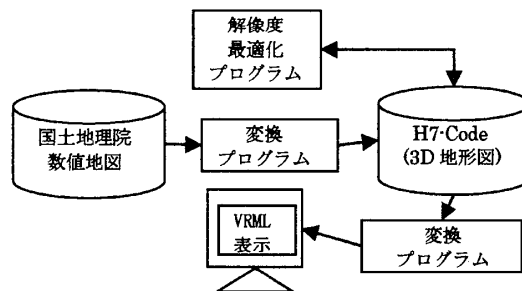 解像度
最適化
プログラム
国土地理院
数値地図
変換
プログラム
H7-Code
(3D 地形図)
VRML
表示
変換
プログラム